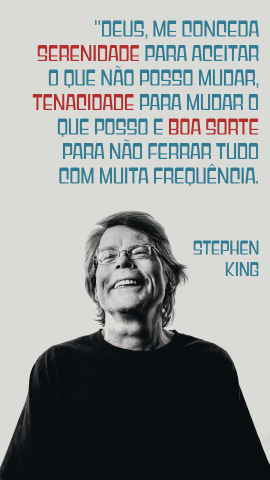 "DEUS, ME CONCEDA
SERENIDADE PARA ACEITAR
O QUE NÃO POSSO MUDAR,
TENACIDADE PARA MUDAR O
QUE POSSO E BOA SORTE
PARA NÃO FERRAR TUDO
COM MUITA FREQUÊNCIA.
STEPHEN
KING